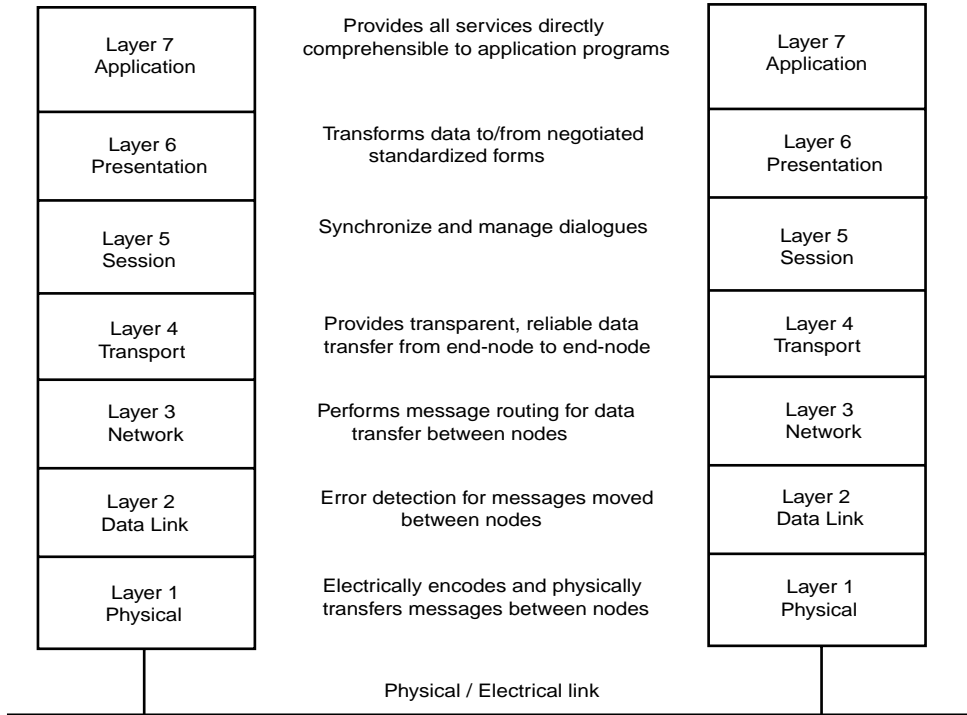 Layer 7
Application
Provides all services directly
comprehensible to application programs
Layer 7
Application
Layer 6
Presentation
Transforms data to/from negotiated
standardized forms
Layer 6
Presentation
Layer 5
Session
Synchronize and manage dialogues
Layer 5
Session
Layer 4
Transport
Provides transparent, reliable data
transfer from end-node to end-node
Layer 4
Transport
Layer 3
Network
Performs message routing for data
transfer between nodes
Layer 3
Network
Layer 2
Data Link
Error detection for messages moved
between nodes
Layer 2
Data Link
Layer 1
Physical
Electrically encodes and physically
transfers messages between nodes
Layer 1
Physical
Physical / Electrical link